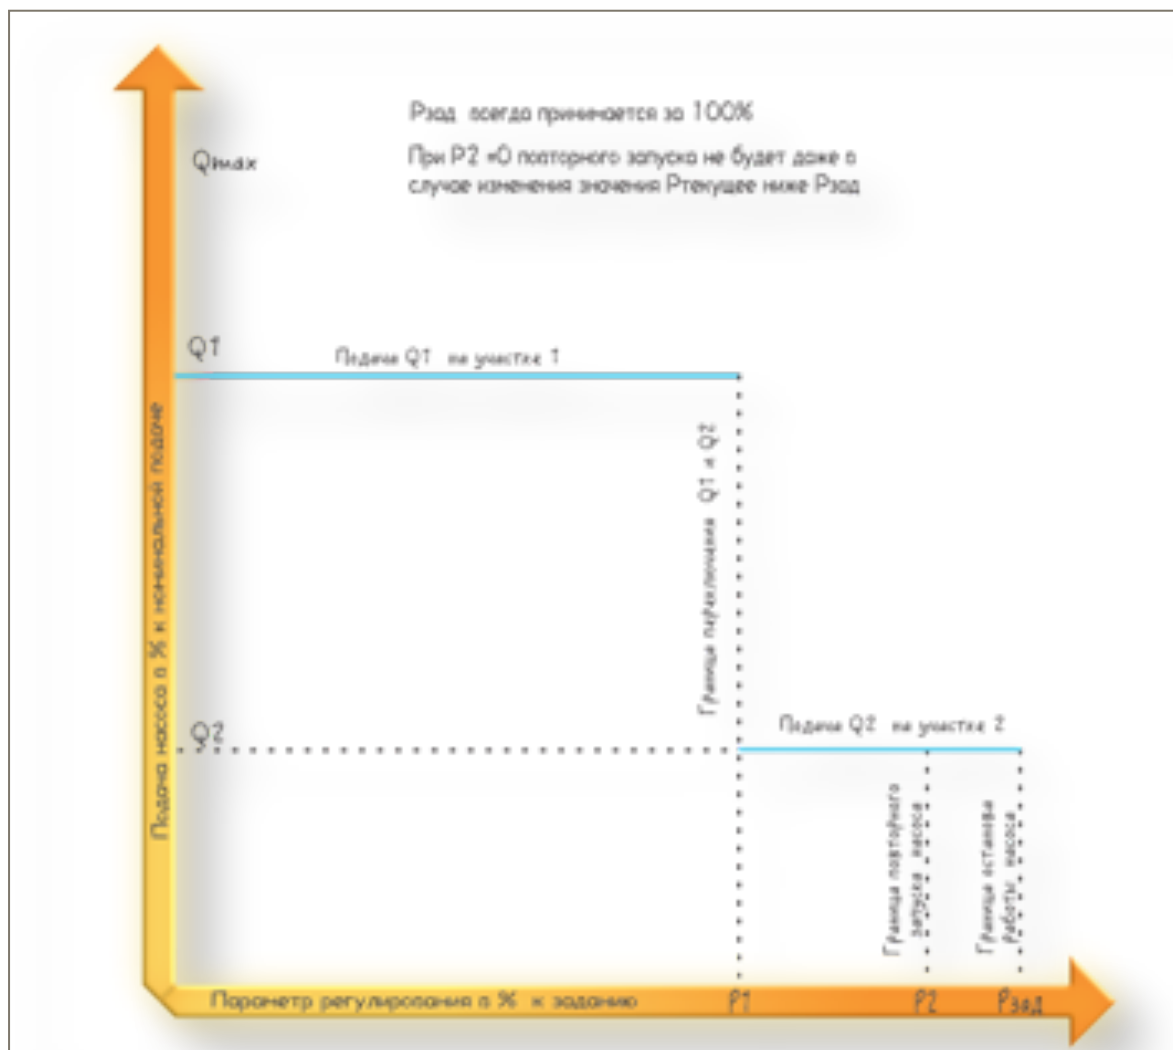 Рзад всегда принимается за 100%
При P2 =0 повторного запуска не будет даже в
случае изменения значения Ртекущее ниже Рзад
Qmax
Q1
Подача Q1 на участке 1
Граница переключения Q1 и Q2
Подача насоса в % к номинальной подаче
Q2
Подача Q2 на участке 2
Граница повторного
запуска насоса
Граница останова
работы насоса
Параметр регулирования в % к заданию
P1
P2
Рзад